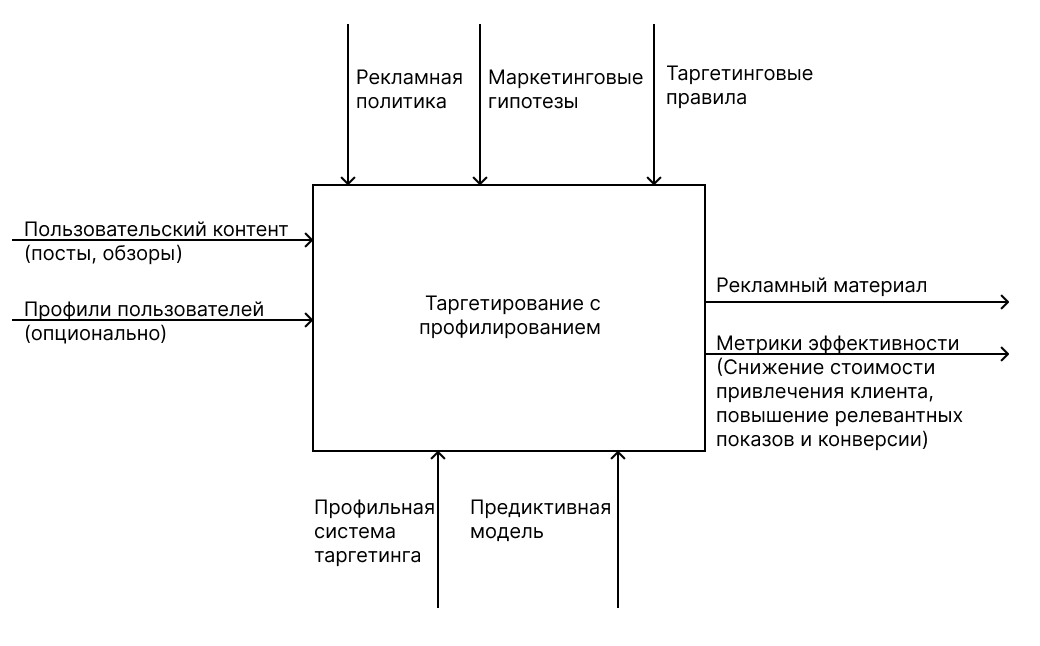 Рекламная
политика
Маркетинговые
гипотезы
Таргетинговые
правила
Пользовательский контент
(посты, обзоры)
Профили пользователей
(опционально)
Таргетирование с
профилированием
Рекламный материал
Метрики эффективности
(Снижение стоимости
привлечения клиента,
повышение релевантных
показов и конверсии)
Профильная
система
таргетинга
Предиктивная
модель